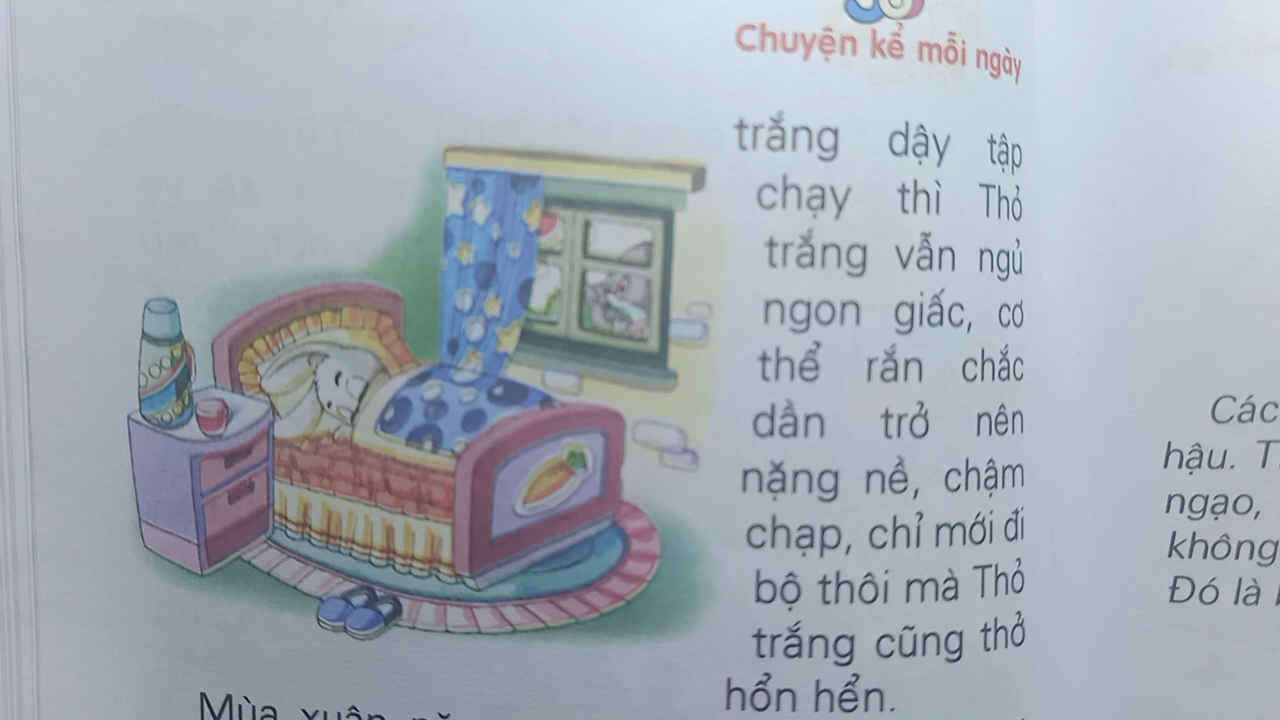 Chuyện kể mỗi ngày
trắng dậy tập
chạy thì Thỏ
trắng vẫn ngủ
ngon giấc, cơ
thể rắn chắc
dần trở nên
nặng nề, chậm
chạp, chỉ mới đi
bộ thôi mà Thỏ
trắng cũng thở
hổn hển.
Mùa xuân
Các
hậu.
ngạo,
không
Đó là